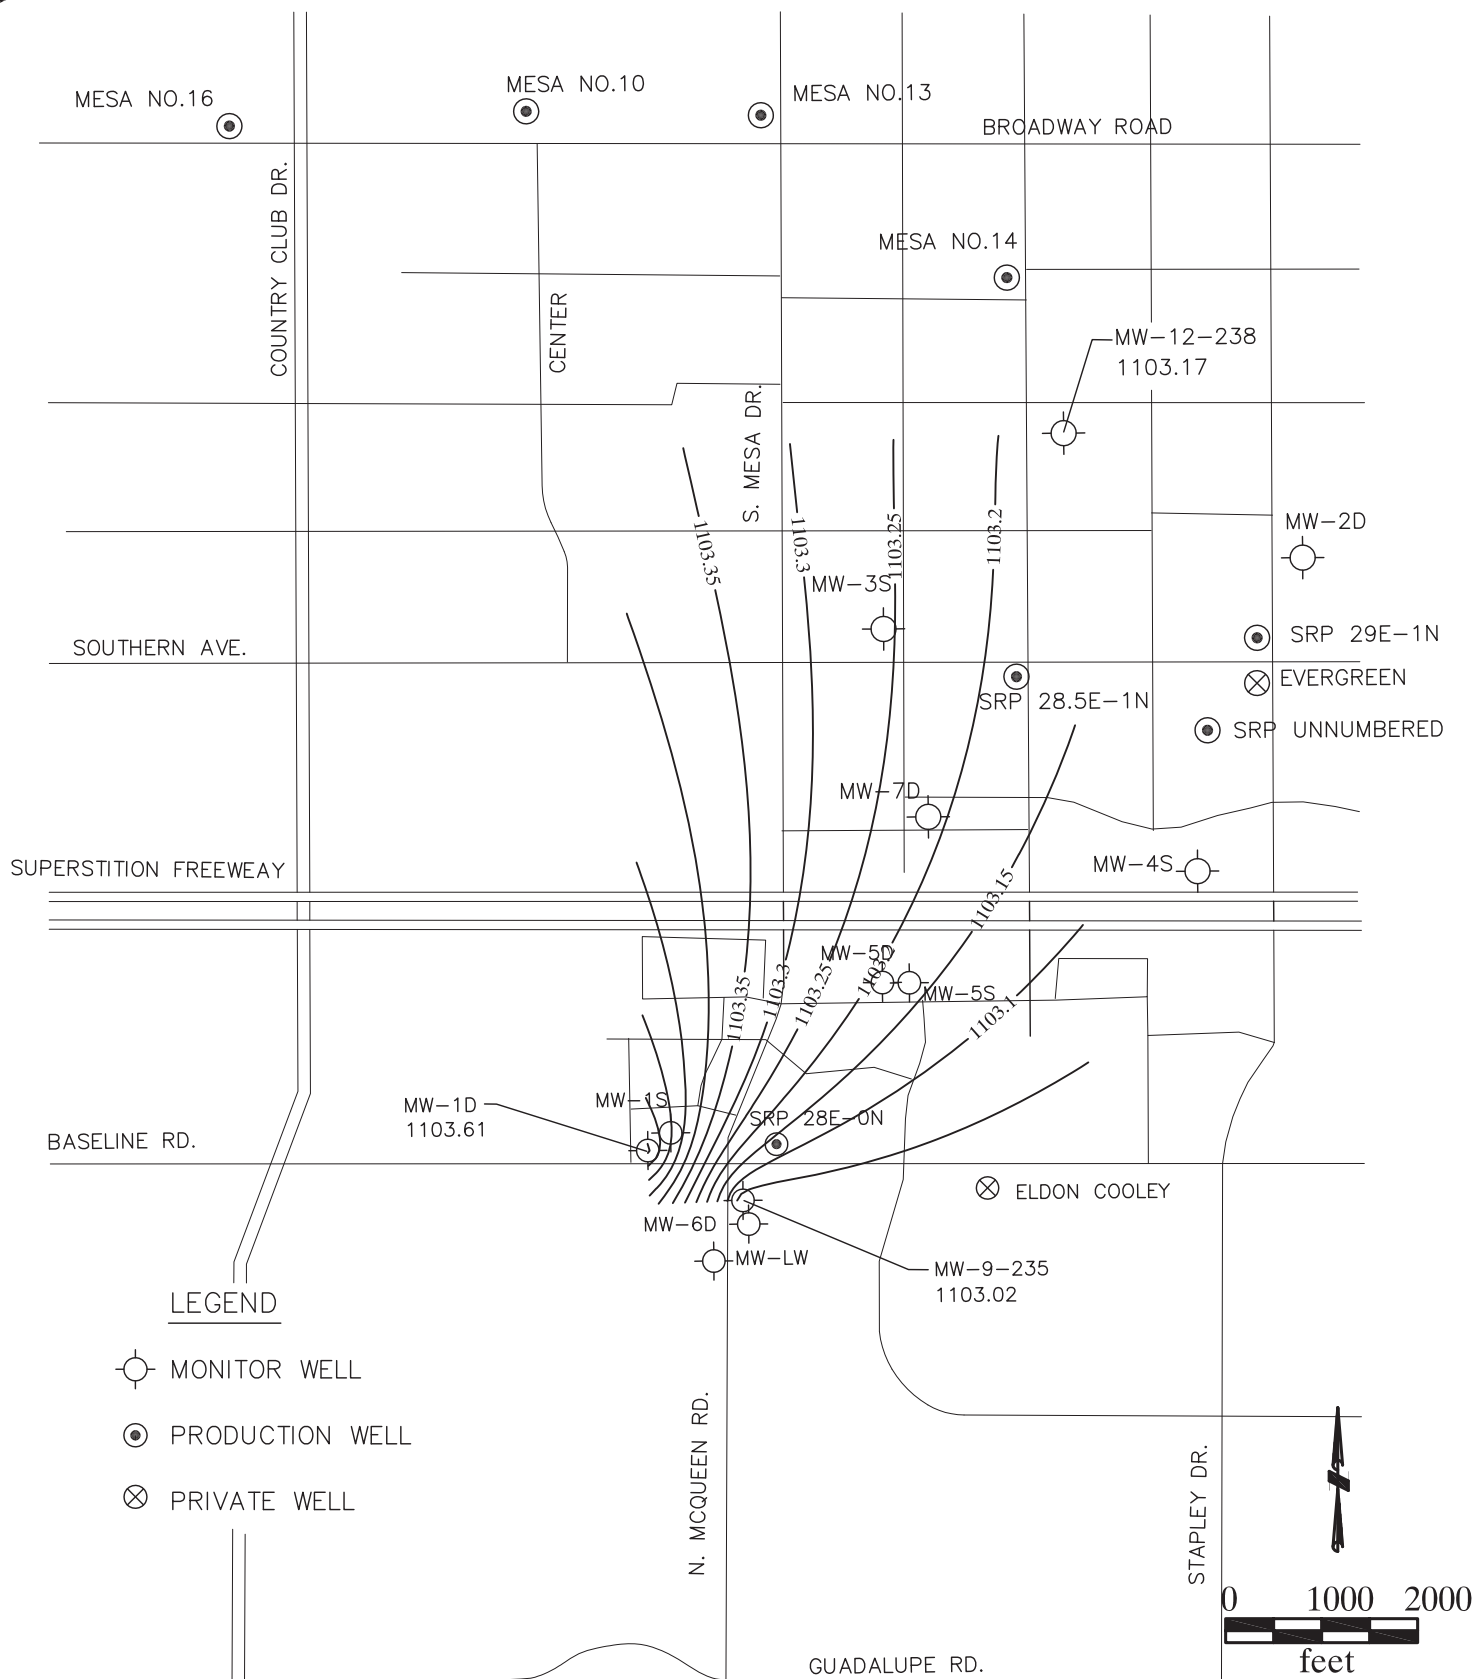 MESA NO.10
MESA NO.16
MESA NO.13
BROADWAY ROAD
COUNTRY CLUB DR.
MESA NO.14
CENTER
MW-12-238
1103.17
S. MESA DR.
1103.35
1103.3
1103.25
1103.2
MW-2D
MW-3S
SOUTHERN AVE.
SRP 29E-1N
EVERGREEN
SRP 28.5E-1N
SRP UNNUMBERED
MW-7D
SUPERSTITION FREEWEAY
MW-4S
1103.15
MW-5D
1103.35
1103.3
1103.25
1103.2
MW-5S
1103.1
MW-1S
MW-1D
1103.61
SRP 28E-0N
BASELINE RD.
ELDON COOLEY
MW-6D
MW-LW
MW-9-235
1103.02
LEGEND
MONITOR WELL
PRODUCTION WELL
PRIVATE WELL
N. MCQUEEN RD.
STAPLEY DR.
0 1000 2000
feet
GUADALUPE RD.